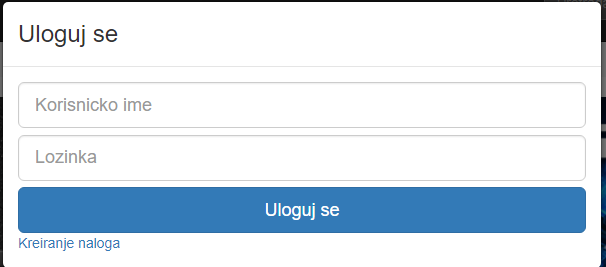 Uloguj se
Korisnicko ime
Lozinka
Uloguj se
Kreiranje naloga